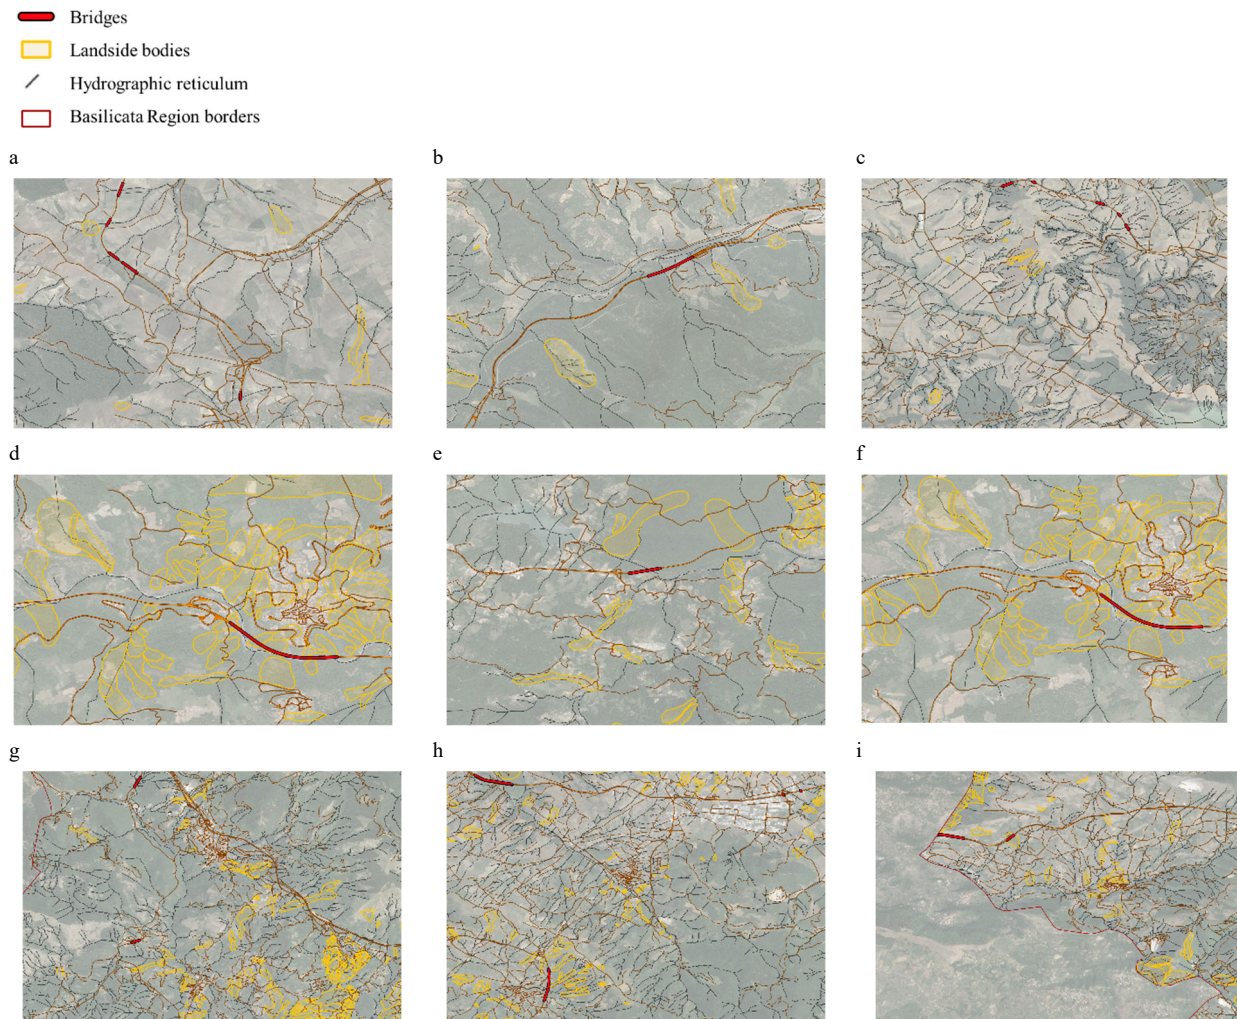 Bridges
Landside bodies
Hydrographic reticulum
Basilicata Region borders
a
b
c
d
e
f
g
h
i